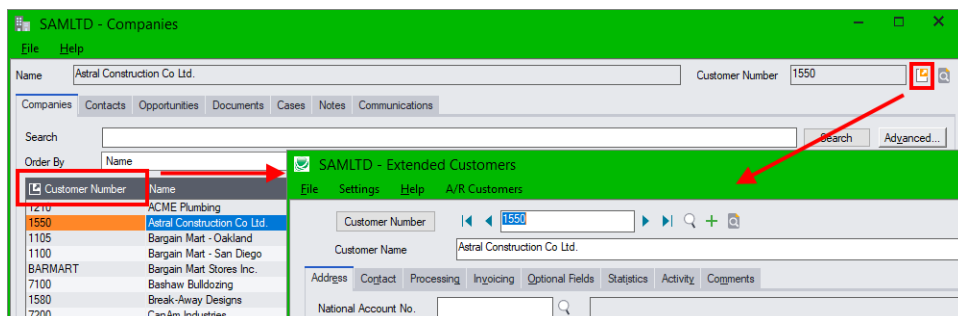 SAMLTD - Companies
File Help
Name Astral Construction Co Ltd. Customer Number 1550
Companies Contacts Opportunities Documents Cases Notes Communications
Search Search Advanced...
Order By Name
Customer Number Name
1210 ACME Plumbing
1550 Astral Construction Co Ltd.
1105 Bargain Mart - Oakland
1100 Bargain Mart - San Diego
BARMART Bargain Mart Stores Inc.
7100 Bashaw Bulldozing
1580 Break-Away Designs
7200 CanAm Industries
SAMLTD - Extended Customers
File Settings Help A/R Customers
Customer Number 1550
Customer Name Astral Construction Co Ltd.
Address Contact Processing Invoicing Optional Fields Statistics Activity Comments
National Account No.